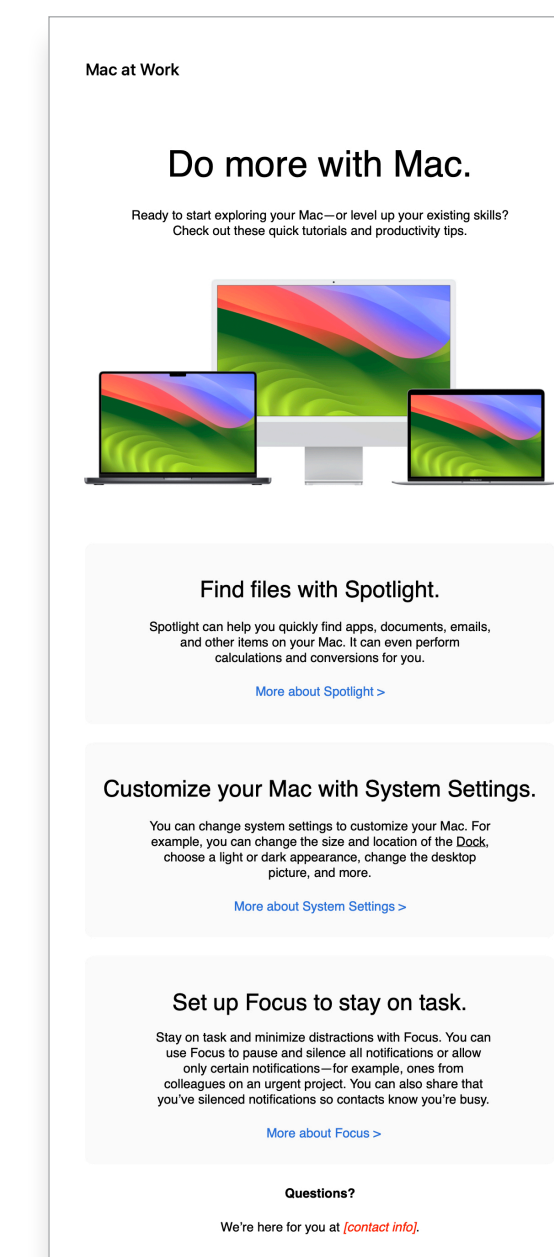 Mac at Work
Do more with Mac.
Ready to start exploring your Mac—or level up your existing skills?
Check out these quick tutorials and productivity tips.
Find files with Spotlight.
Spotlight can help you quickly find apps, documents, emails,
and other items on your Mac. It can even perform
calculations and conversions for you.
More about Spotlight >
Customize your Mac with System Settings.
You can change system settings to customize your Mac. For
example, you can change the size and location of the Dock,
choose a light or dark appearance, change the desktop
picture, and more.
More about System Settings >
Set up Focus to stay on task.
Stay on task and minimize distractions with Focus. You can
use Focus to pause and silence all notifications or allow
only certain notifications—for example, ones from
colleagues on an urgent project. You can also share that
you’ve silenced notifications so contacts know you’re busy.
More about Focus >
Questions?
We’re here for you at [contact info].